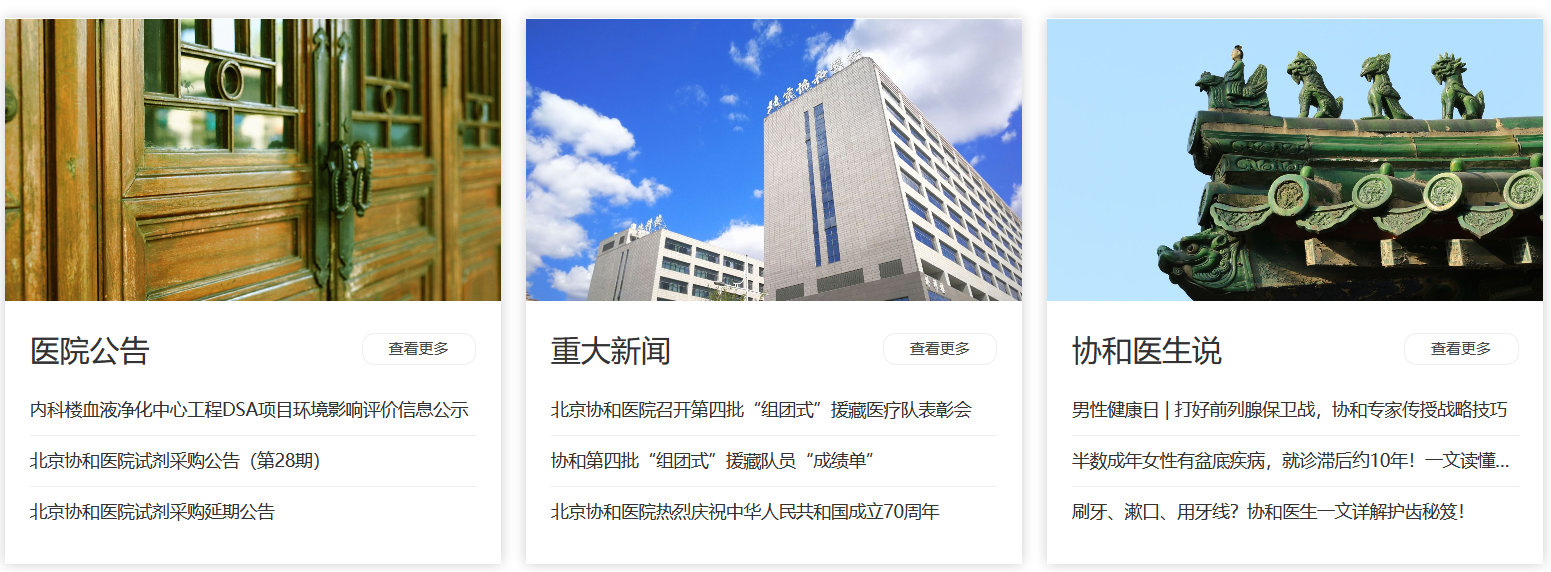 北京协和医院
医院公告
查看更多
内科楼血液净化中心工程DSA项目环境影响评价信息公示
北京协和医院试剂采购公告（第28期）
北京协和医院试剂采购延期公告
重大新闻
查看更多
北京协和医院召开第四批“组团式”援藏医疗队表彰会
协和第四批“组团式”援藏队员“成绩单”
北京协和医院热烈庆祝中华人民共和国成立70周年
协和医生说
查看更多
男性健康日 | 打好前列腺保卫战，协和专家传授战略技巧
半数成年女性有盆底疾病，就诊滞后约10年！一文读懂...
刷牙、漱口、用牙线？协和医生一文详解护齿秘笈！